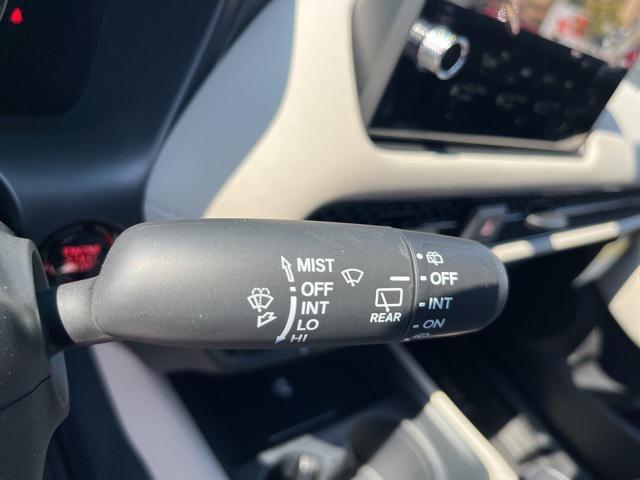 MIST
OFF
INT
LO
HI
REAR
OFF
INT
ON